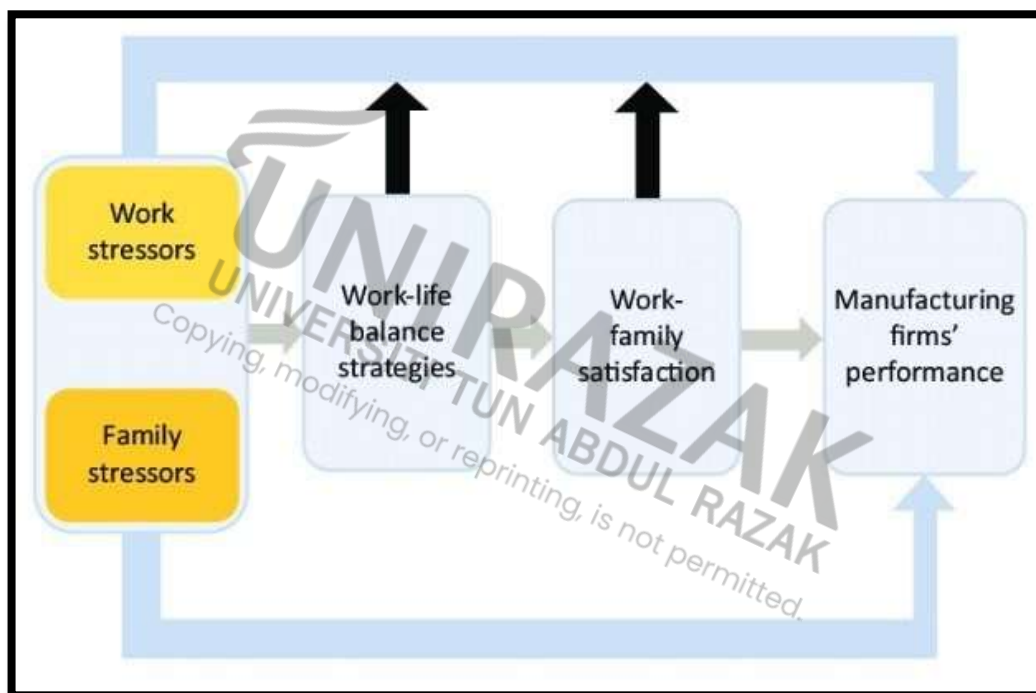 Work
stressors
Family
stressors
Work-life
balance
strategies
Work-
family
satisfaction
Manufacturing
firms'
performance
UNIRAZAK
UNIVERSITI TUN ABDUL RAZAK
Copying, modifying, or reprinting, is not permitted.